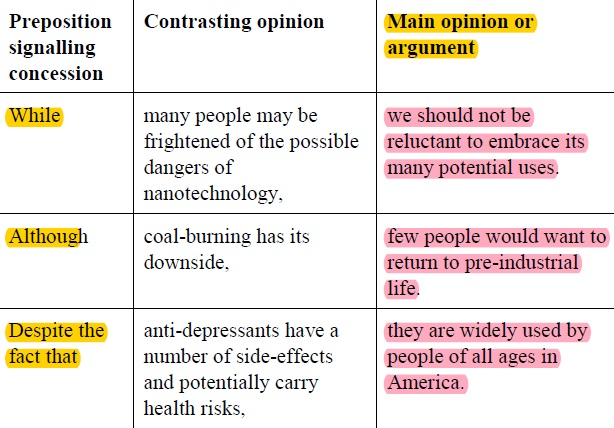 Preposition
signalling
concession
Contrasting opinion
Main opinion or
argument
While
many people may be
frightened of the possible
dangers of
nanotechnology,
we should not be
reluctant to embrace its
many potential uses.
Although
coal-burning has its
downside,
few people would want to
return to pre-industrial
life.
Despite the
fact that
anti-depressants have a
number of side-effects
and potentially carry
health risks,
they are widely used by
people of all ages in
America.